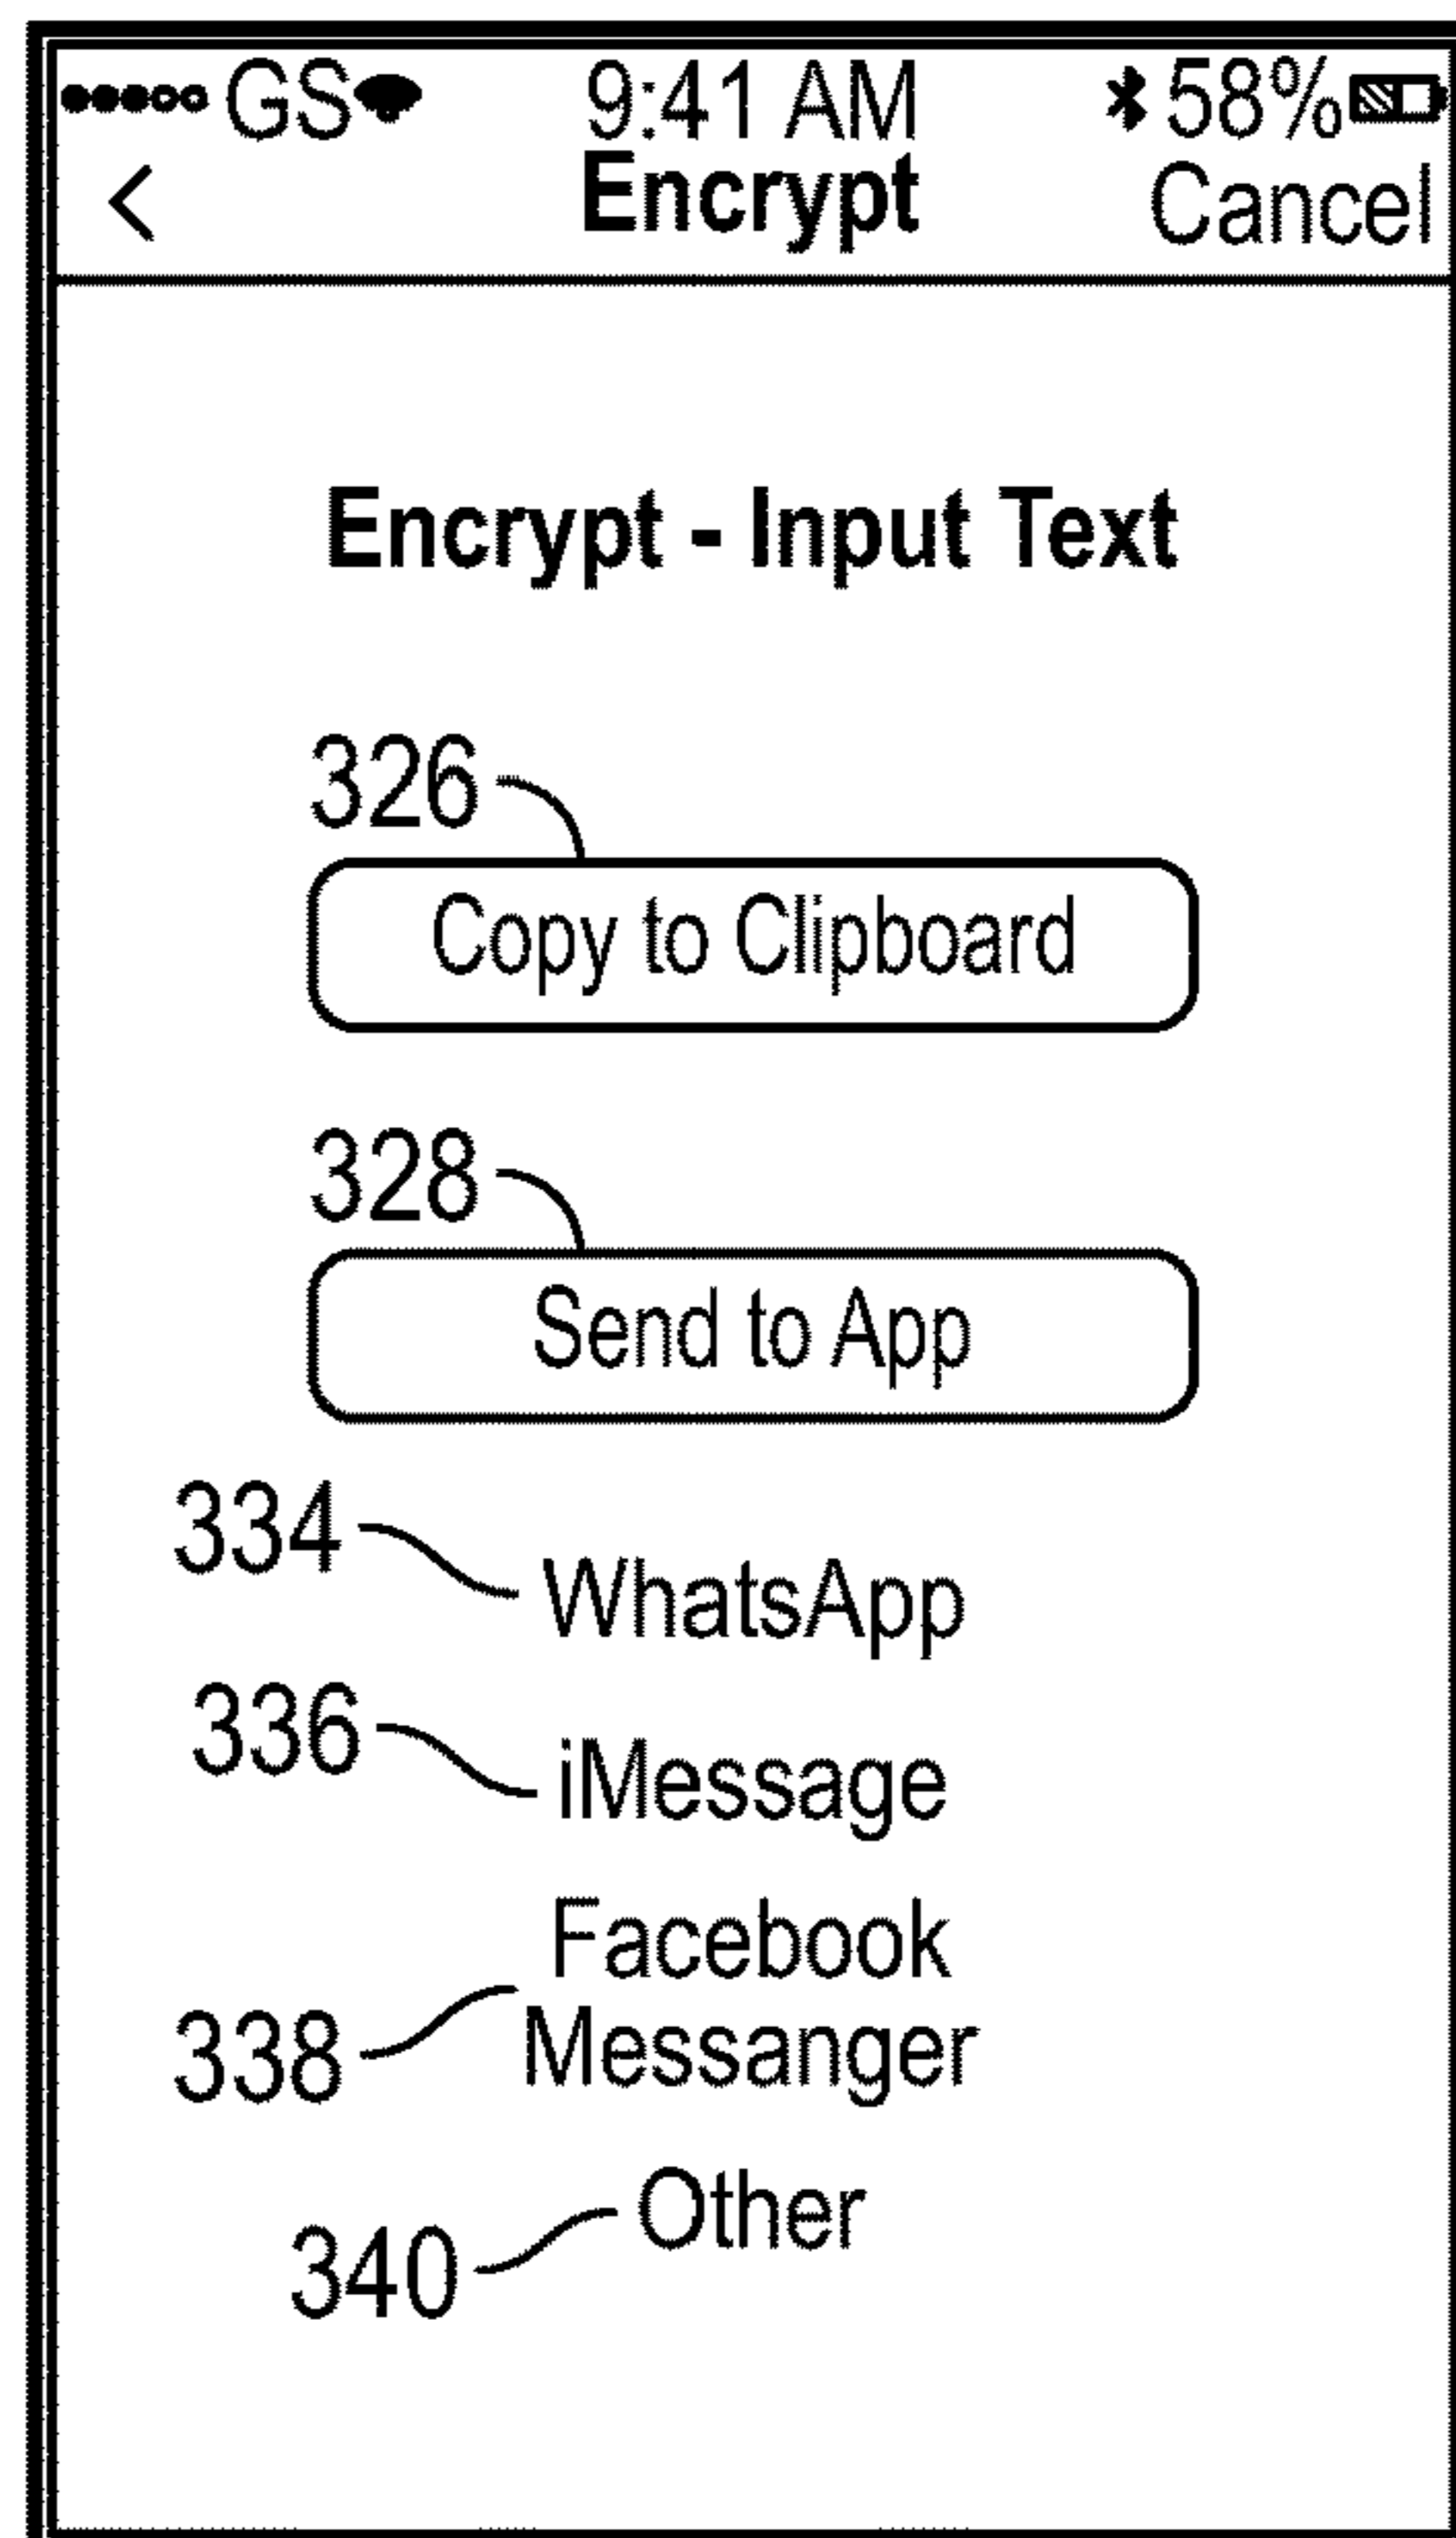 GS 9:41 AM 58%
< Encrypt Cancel
Encrypt - Input Text
326
Copy to Clipboard
328
Send to App
334
WhatsApp
336
iMessage
Facebook
338 Messanger
Other
340